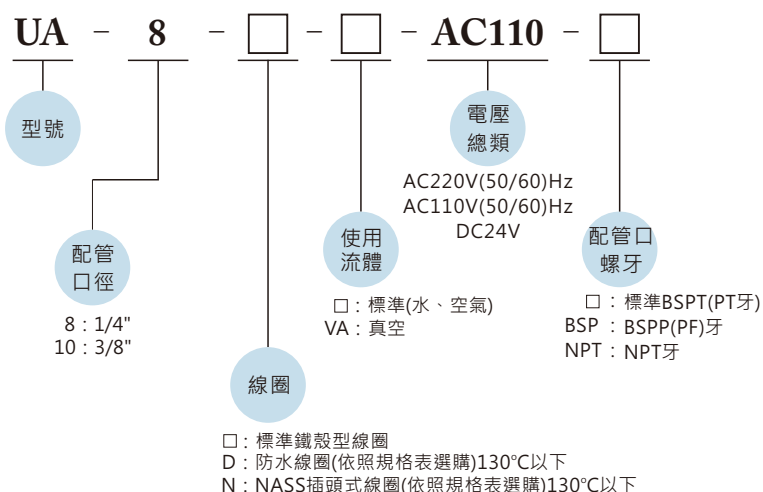 UA - 8 - □ - □ - AC110 - □
型號
電壓
總類
AC220V(50/60)Hz
AC110V(50/60)Hz
DC24V
配管
口徑
8：1/4"
10：3/8"
使用
流體
□：標準(水、空氣)
VA：真空
配管口
螺牙
□：標準BSPT(PT牙)
BSP：BSPP(PF)牙
NPT：NPT牙
線圈
□：標準鐵殼型線圈
D：防水線圈(依照規格表選購)130℃以下
N：NASS插頭式線圈(依照規格表選購)130℃以下